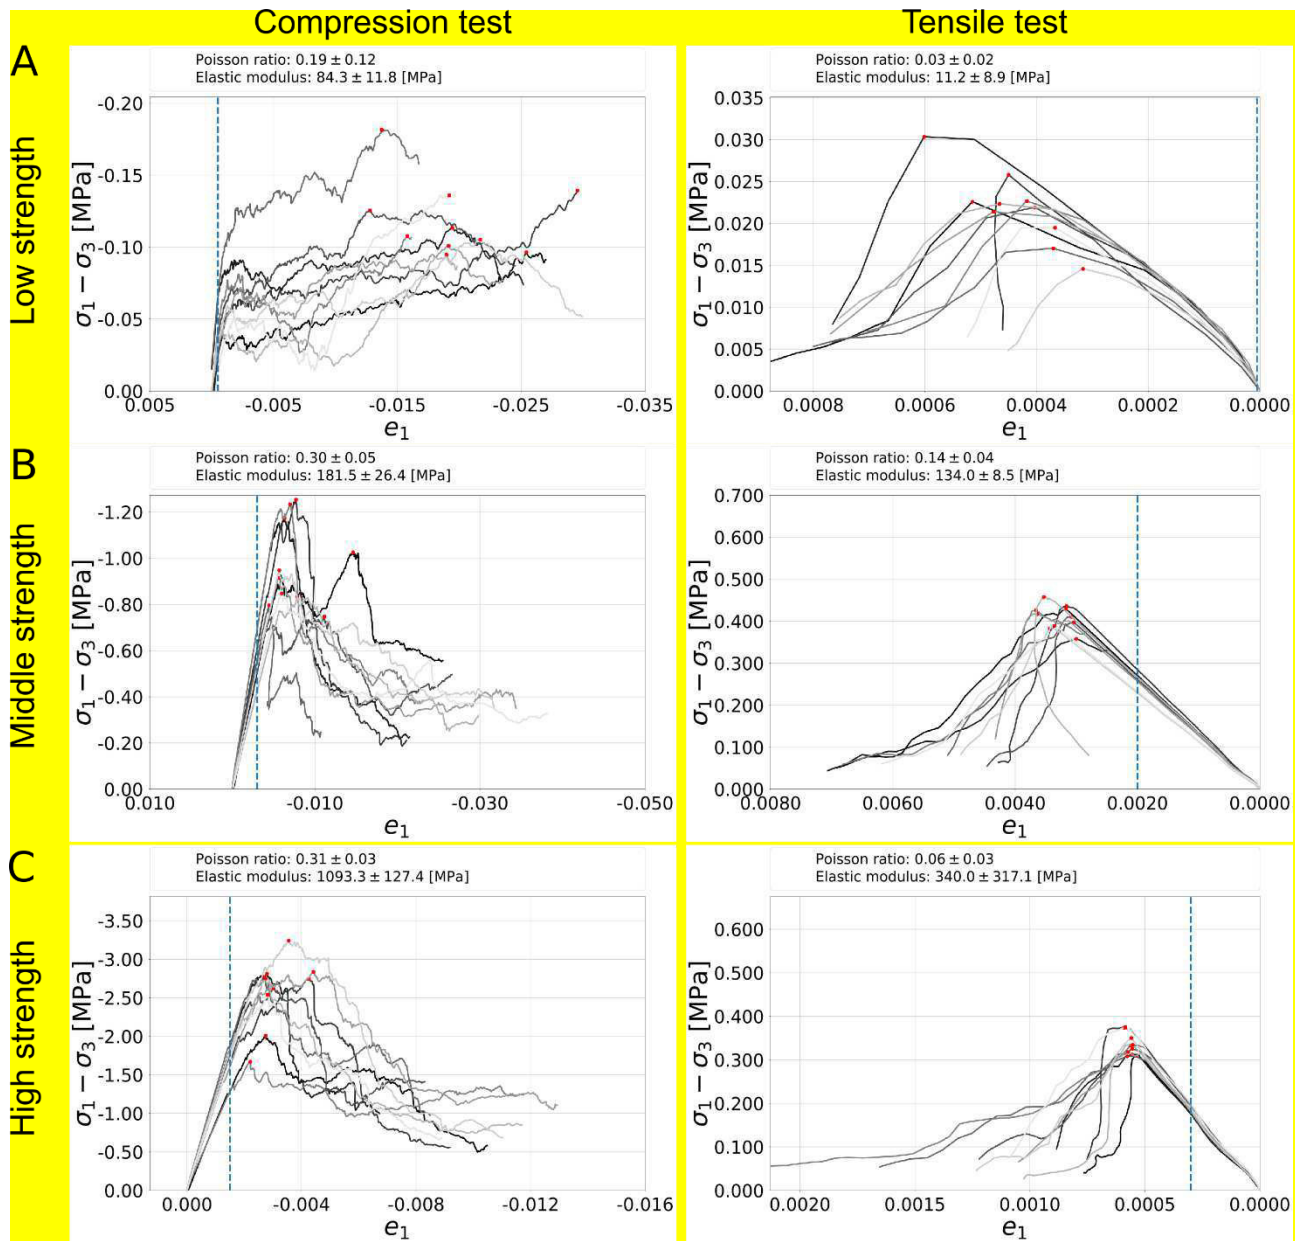 Compression test
Tensile test
A
Low strength
Poisson ratio: 0.19 ± 0.12
Elastic modulus: 84.3 ± 11.8 [MPa]
σ1 − σ3 [MPa]
-0.20
-0.15
-0.10
-0.05
0.00
0.005 -0.005 -0.015 -0.025 -0.035
e1
Poisson ratio: 0.03 ± 0.02
Elastic modulus: 11.2 ± 8.9 [MPa]
σ1 − σ3 [MPa]
0.035
0.030
0.025
0.020
0.015
0.010
0.005
0.000
0.0008 0.0006 0.0004 0.0002 0.0000
e1
B
Middle strength
Poisson ratio: 0.30 ± 0.05
Elastic modulus: 181.5 ± 26.4 [MPa]
σ1 − σ3 [MPa]
-1.20
-1.00
-0.80
-0.60
-0.40
-0.20
0.00
0.010 -0.010 -0.030 -0.050
e1
Poisson ratio: 0.14 ± 0.04
Elastic modulus: 134.0 ± 8.5 [MPa]
σ1 − σ3 [MPa]
0.700
0.600
0.500
0.400
0.300
0.200
0.100
0.000
0.0080 0.0060 0.0040 0.0020 0.0000
e1
C
High strength
Poisson ratio: 0.31 ± 0.03
Elastic modulus: 1093.3 ± 127.4 [MPa]
σ1 − σ3 [MPa]
-3.50
-3.00
-2.50
-2.00
-1.50
-1.00
-0.50
0.00
0.000 -0.004 -0.008 -0.012 -0.016
e1
Poisson ratio: 0.06 ± 0.03
Elastic modulus: 340.0 ± 317.1 [MPa]
σ1 − σ3 [MPa]
0.600
0.500
0.400
0.300
0.200
0.100
0.000
0.0020 0.0015 0.0010 0.0005 0.0000
e1